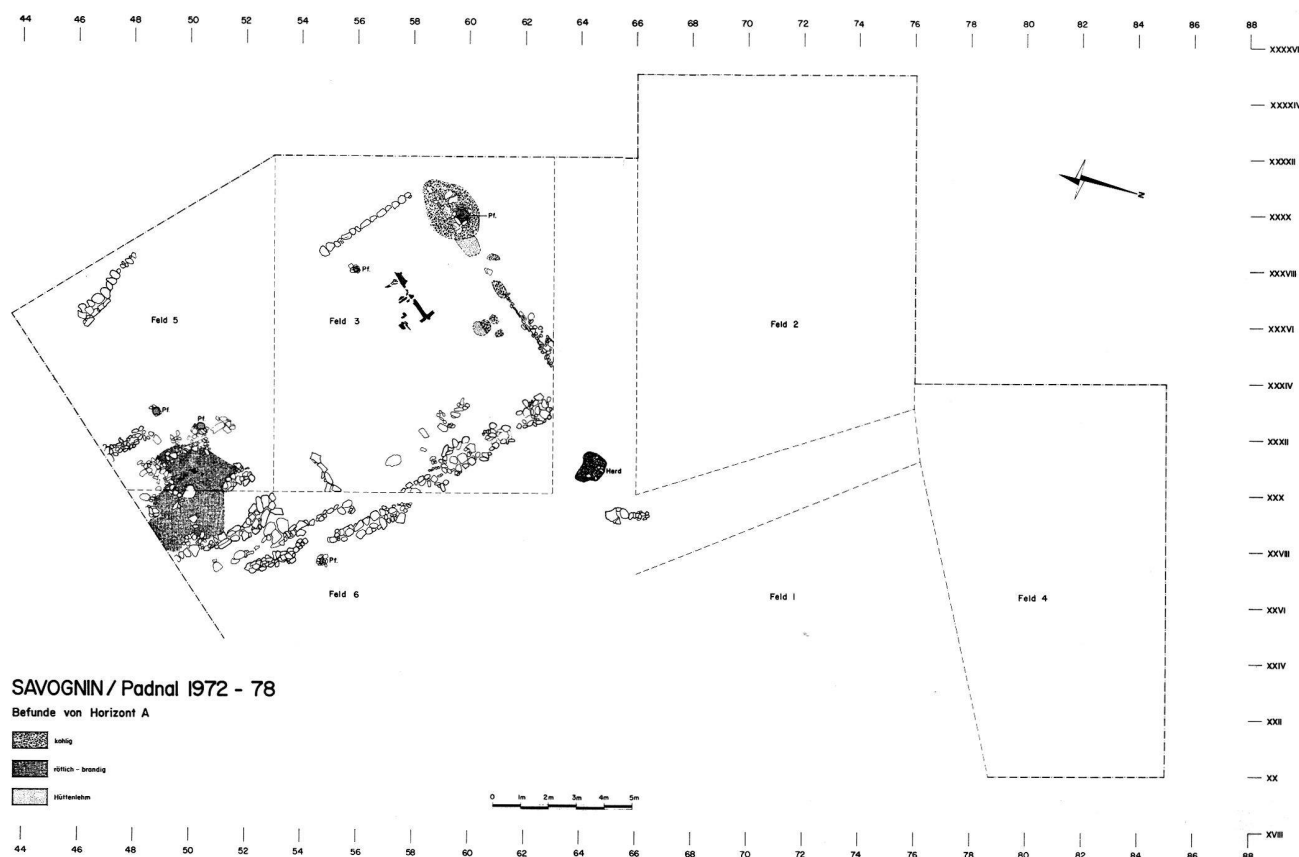 44 46 48 50 52 54 56 58 60 62 64 66 68 70 72 74 76 78 80 82 84 86 88
XXXXVI
XXXXIV
XXXXII
N
Pf.
XXXX
Pf.
XXXVIII
Feld 5
Feld 3
Feld 2
XXXVI
XXXIV
Pf.
Pf.
XXXII
Herd
XXX
Pf.
XXVIII
Feld 6
Feld 1
Feld 4
XXVI
XXIV
SAVOGNIN / Padnal 1972 - 78
Befunde von Horizont A
XXII
kohlig
rötlich - brandig
XX
Hüttenlehm
0 1m 2m 3m 4m 5m
XVIII
44 46 48 50 52 54 56 58 60 62 64 66 68 70 72 74 76 78 80 82 84 86 88